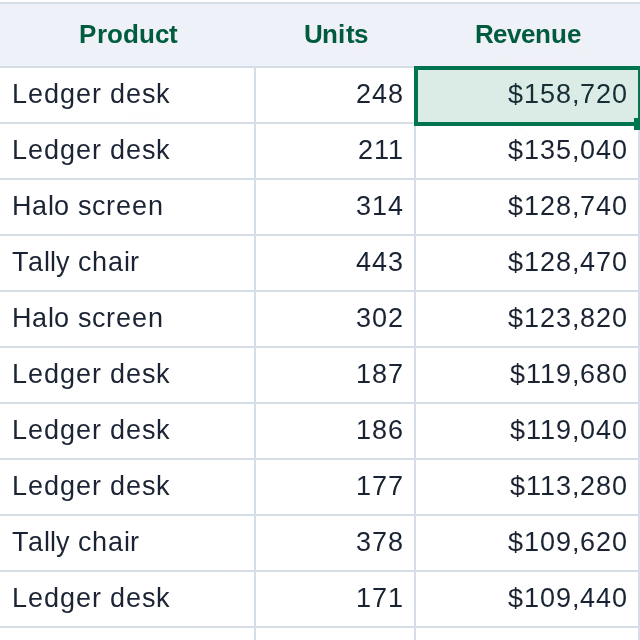 Product Units Revenue
Ledger desk 248 $158,720
Ledger desk 211 $135,040
Halo screen 314 $128,740
Tally chair 443 $128,470
Halo screen 302 $123,820
Ledger desk 187 $119,680
Ledger desk 186 $119,040
Ledger desk 177 $113,280
Tally chair 378 $109,620
Ledger desk 171 $109,440